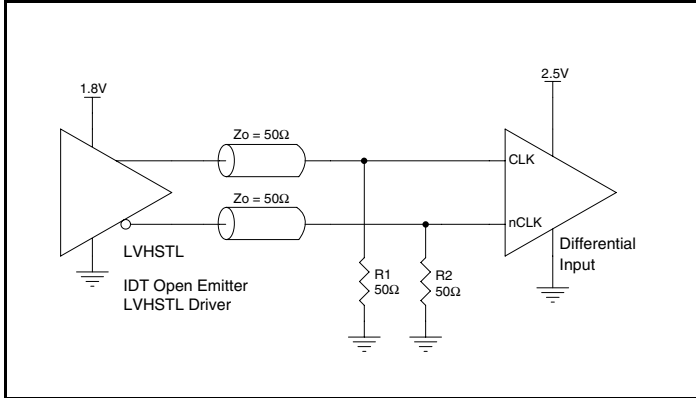 1.8V
2.5V
Zo = 50Ω
CLK
Zo = 50Ω
nCLK
LVHSTL
Differential
Input
IDT Open Emitter
LVHSTL Driver
R1
50Ω
R2
50Ω